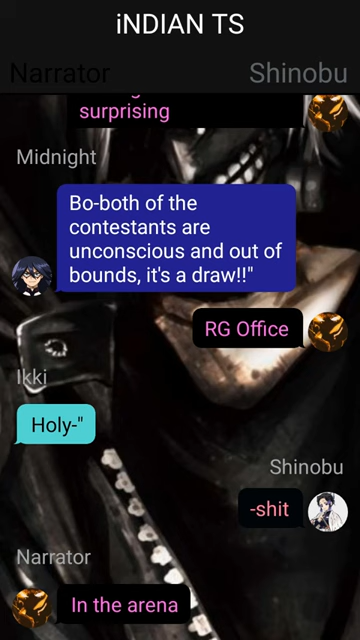 iNDIAN TS
Narrator
Shinobu
surprising
Midnight
Bo-both of the
contestants are
unconscious and out of
bounds, it's a draw!!"
RG Office
Ikki
Holy-"
Shinobu
-shit
Narrator
In the arena